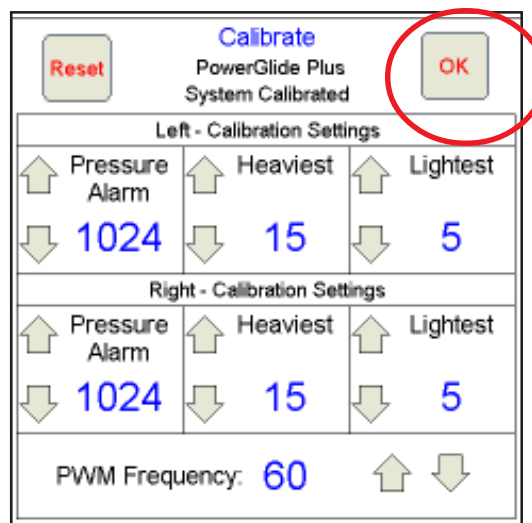 Calibrate
Reset
PowerGlide Plus
OK
System Calibrated
Left - Calibration Settings
Pressure Alarm
Heaviest
Lightest
1024
15
5
Right - Calibration Settings
Pressure Alarm
Heaviest
Lightest
1024
15
5
PWM Frequency: 60